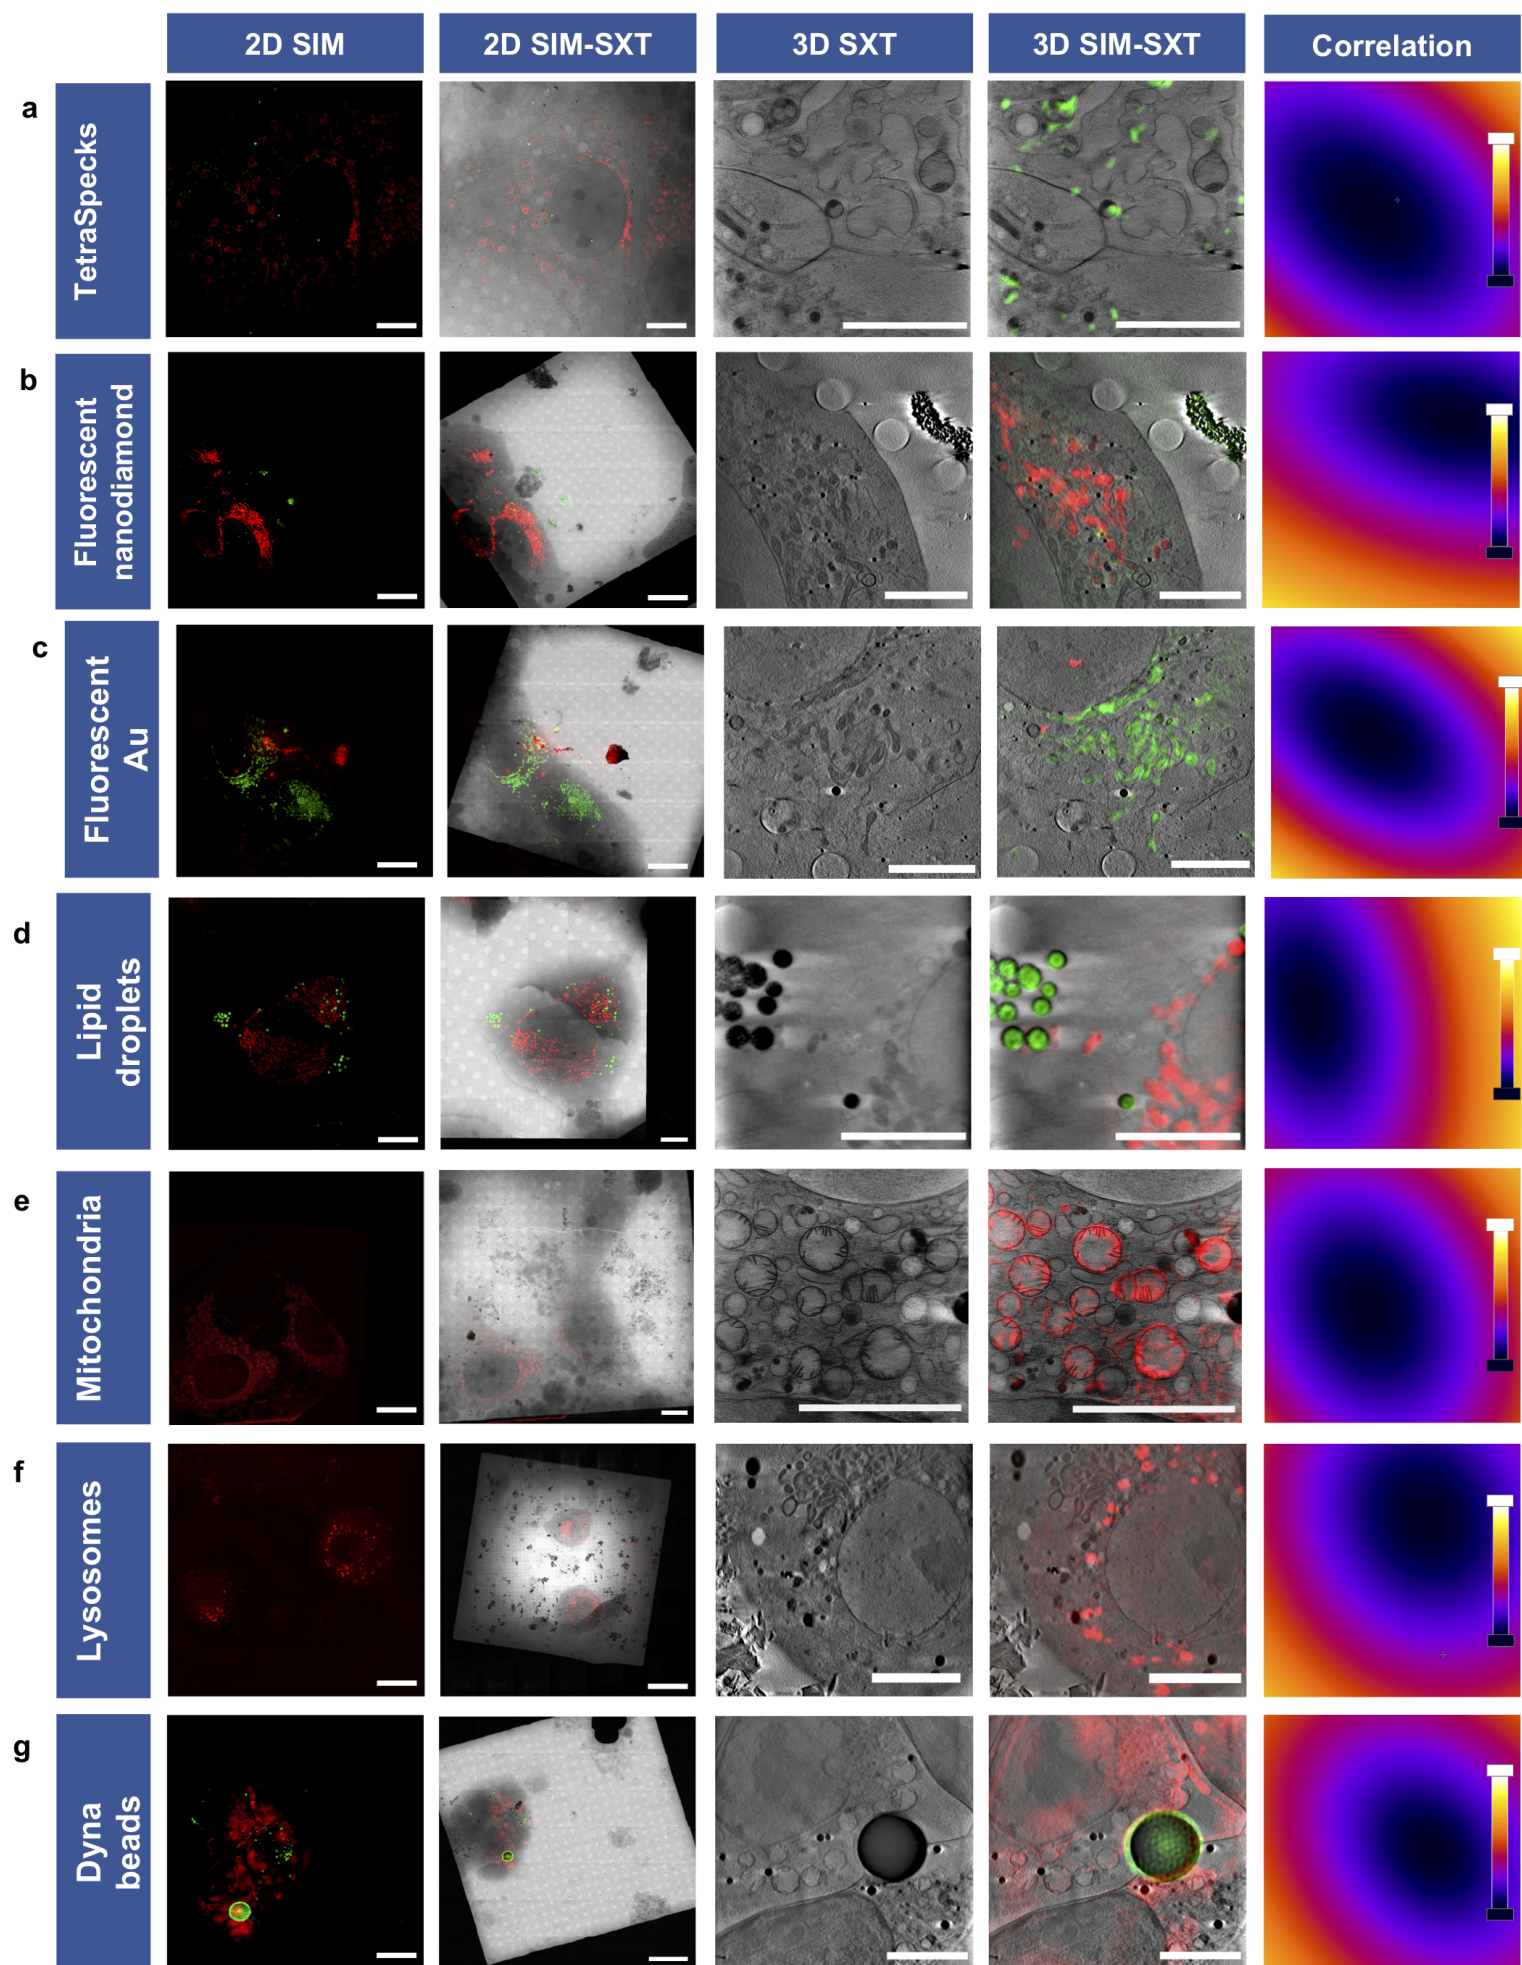 2D SIM
2D SIM-SXT
3D SXT
3D SIM-SXT
Correlation
a
TetraSpecks
b
Fluorescent
nanodiamond
c
Fluorescent
Au
d
Lipid
droplets
e
Mitochondria
f
Lysosomes
g
Dyna
beads